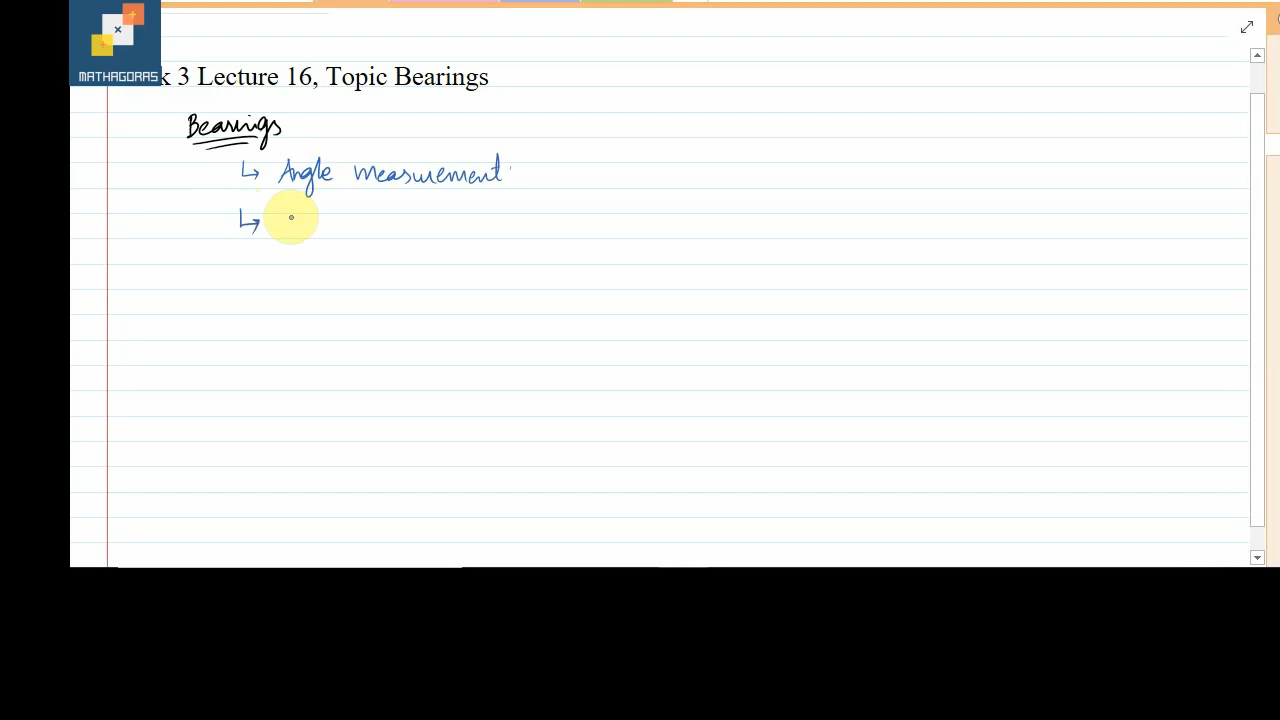 MATHAGORAS
k 3 Lecture 16, Topic Bearings
Bearings
↳ Angle measurement
↳